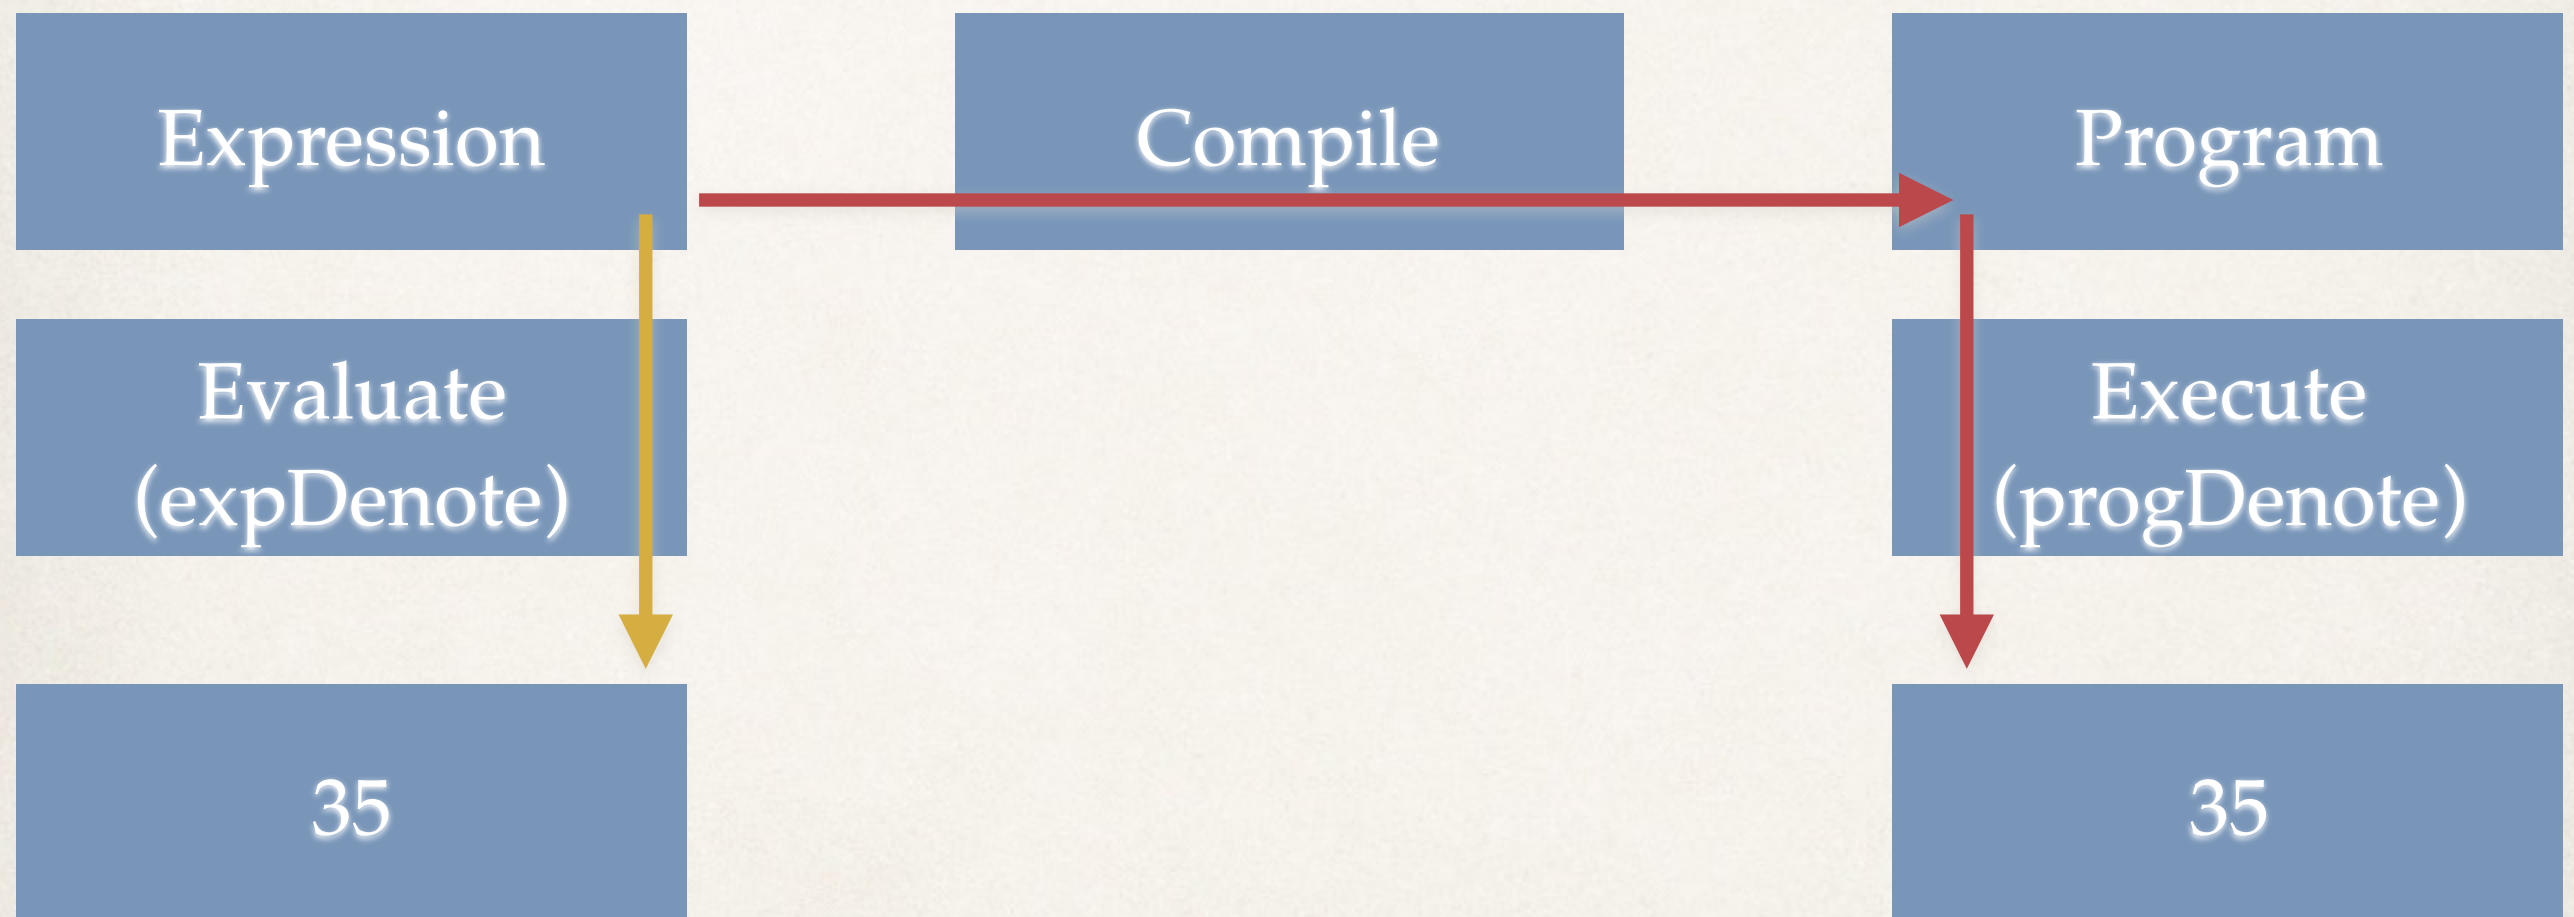 Expression
Compile
Program
Evaluate
(expDenote)
Execute
(progDenote)
35
35